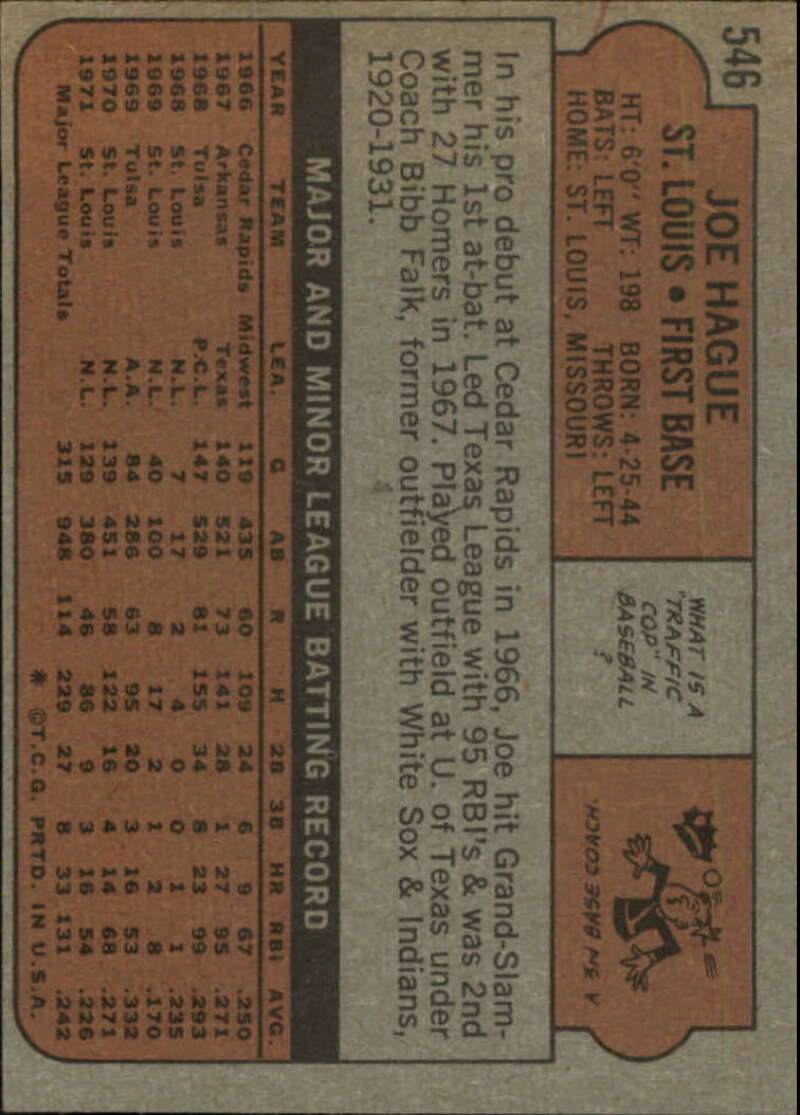 546
JOE HAGUE
ST. LOUIS • FIRST BASE
HT: 6'0" WT: 198 BORN: 4-25-44
BATS: LEFT THROWS: LEFT
HOME: ST. LOUIS, MISSOURI
WHAT IS A
"TRAFFIC
COP" IN
BASEBALL
?
A 3rd BASE COACH.
In his pro debut at Cedar Rapids in 1966, Joe hit Grand-Slam-
mer his 1st at-bat. Led Texas League with 95 RBI's & was 2nd
with 27 Homers in 1967. Played outfield at U. of Texas under
Coach Bibb Falk, former outfielder with White Sox & Indians,
1920-1931.
MAJOR AND MINOR LEAGUE BATTING RECORD
YEAR TEAM LEA. G AB R H 2B 3B HR RBI AVG.
1966 Cedar Rapids Midwest 119 435 60 109 24 6 9 67 .250
1967 Arkansas Texas 140 521 73 141 28 1 27 95 .271
1968 Tulsa P.C.L. 147 529 81 155 34 8 23 99 .293
1968 St. Louis N.L. 7 17 2 4 0 0 1 1 .235
1969 St. Louis N.L. 40 100 8 17 2 1 2 8 .170
1969 Tulsa A.A. 84 286 63 95 20 3 16 53 .332
1970 St. Louis N.L. 139 451 58 122 16 4 14 68 .271
1971 St. Louis N.L. 129 380 46 86 9 3 16 54 .226
Major League Totals 315 948 114 229 27 8 33 131 .242
* ©T.C.G. PRTD. IN U.S.A.